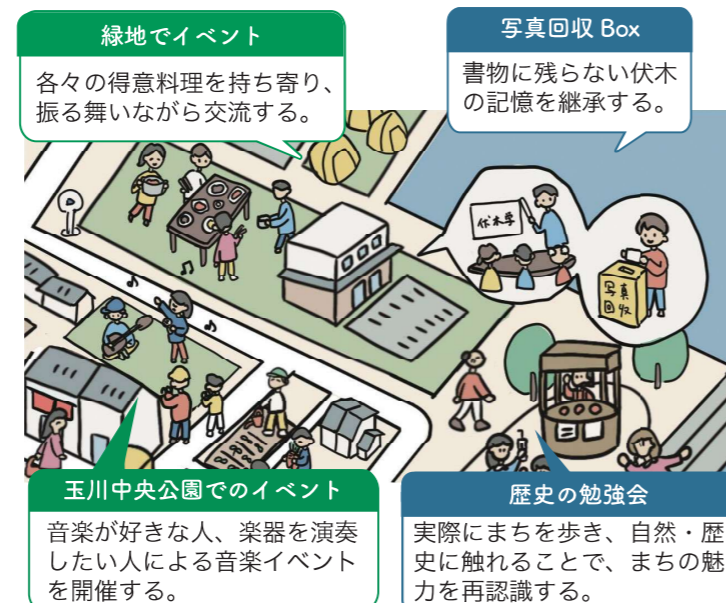 緑地でイベント
各々の得意料理を持ち寄り、
振る舞いながら交流する。
写真回収 Box
書物に残らない伏木
の記憶を継承する。
伏木学
写真
回収
玉川中央公園でのイベント
音楽が好きな人、楽器を演奏
したい人による音楽イベント
を開催する。
歴史の勉強会
実際にまちを歩き、自然・歴
史に触れることで、まちの魅
力を再認識する。